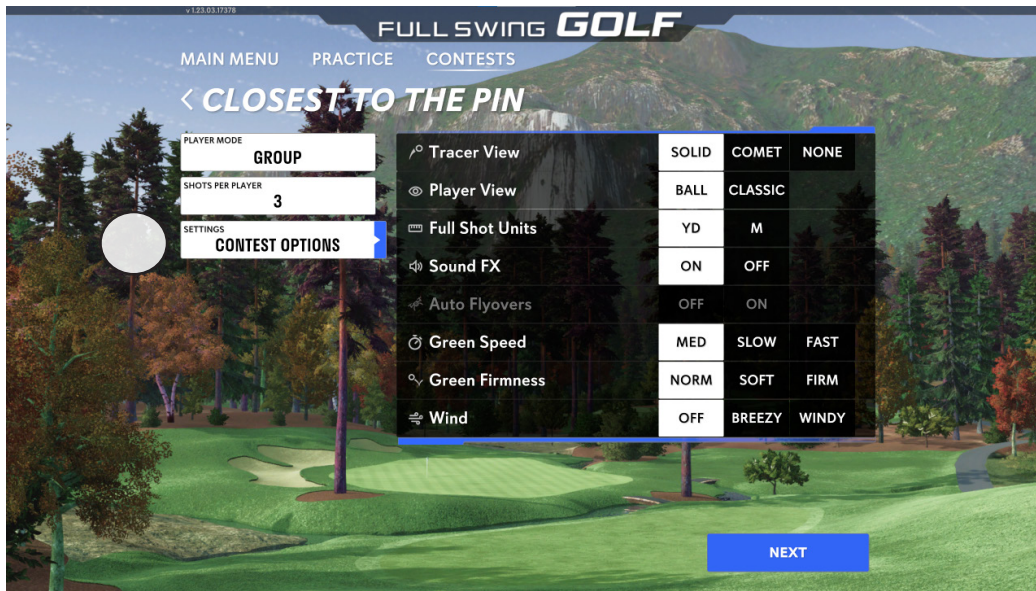 v 1.23.03.17378
FULL SWING GOLF
MAIN MENU PRACTICE CONTESTS
< CLOSEST TO THE PIN
PLAYER MODE
GROUP
SHOTS PER PLAYER
3
SETTINGS
CONTEST OPTIONS
Tracer View SOLID COMET NONE
Player View BALL CLASSIC
Full Shot Units YD M
Sound FX ON OFF
Auto Flyovers OFF ON
Green Speed MED SLOW FAST
Green Firmness NORM SOFT FIRM
Wind OFF BREEZY WINDY
NEXT